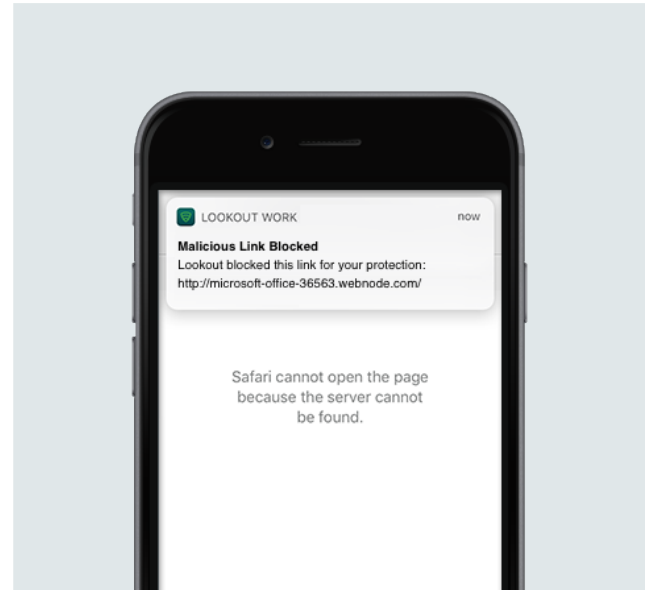 LOOKOUT WORK now
Malicious Link Blocked
Lookout blocked this link for your protection:
http://microsoft-office-36563.webnode.com/
Safari cannot open the page
because the server cannot
be found.